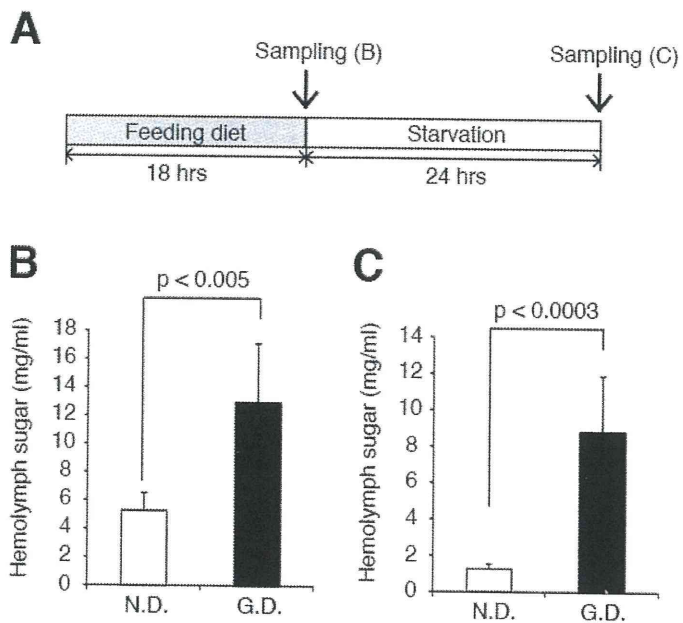 A
Sampling (B)
Sampling (C)
Feeding diet
Starvation
18 hrs
24 hrs
B
p < 0.005
Hemolymph sugar (mg/ml)
18
16
14
12
10
8
6
4
2
0
N.D.
G.D.
C
p < 0.0003
Hemolymph sugar (mg/ml)
14
12
10
8
6
4
2
0
N.D.
G.D.